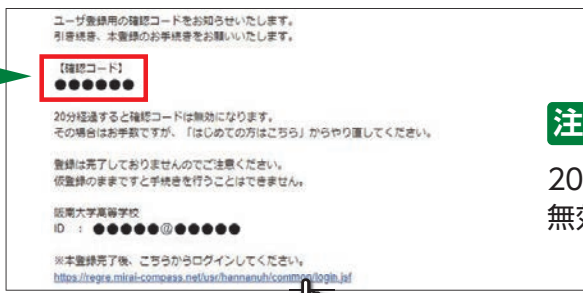 ユーザ登録用の確認コードをお知らせいたします。
引き続き、本登録のお手続きをお願いいたします。
【確認コード】
●●●●●●
20分経過すると確認コードは無効になります。
その場合はお手数ですが、「はじめての方はこちら」からやり直してください。
登録は完了しておりませんのでご注意ください。
仮登録のままですと手続きを行うことはできません。
阪南大学高等学校
ID ： ●●●●●@●●●●●
※本登録完了後、こちらからログインしてください。
https://regre.mirai-compass.net/usr/hannanuh/common/login.jsf
注
20
無効